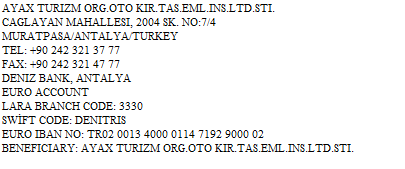 AYAX TURIZM ORG.OTO KIR.TAS.EML.INS.LTD.STI.
CAGLAYAN MAHALLESI, 2004 SK. NO:7/4
MURATPASA/ANTALYA/TURKEY
TEL: +90 242 321 37 77
FAX: +90 242 321 47 77
DENIZ BANK, ANTALYA
EURO ACCOUNT
LARA BRANCH CODE: 3330
SWİFT CODE: DENITRIS
EURO IBAN NO: TR02 0013 4000 0114 7192 9000 02
BENEFICIARY: AYAX TURIZM ORG.OTO KIR.TAS.EML.INS.LTD.STI.